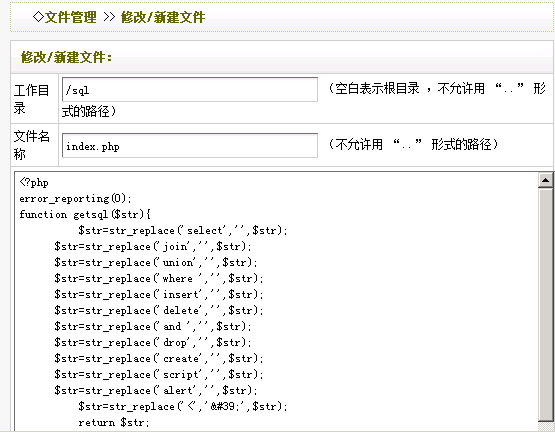 ◇文件管理 >> 修改/新建文件
修改/新建文件：
工作目录 /sql （空白表示根目录 ，不允许用 “..” 形式的路径）
文件名称 index.php （不允许用 “..” 形式的路径）
<?php
error_reporting(0);
function getsql($str){
$str=str_replace('select','',$str);
$str=str_replace('join','',$str);
$str=str_replace('union','',$str);
$str=str_replace('where ','',$str);
$str=str_replace('insert','',$str);
$str=str_replace('delete','',$str);
$str=str_replace('and ','',$str);
$str=str_replace('drop','',$str);
$str=str_replace('create','',$str);
$str=str_replace('script','',$str);
$str=str_replace('alert','',$str);
$str=str_replace('<','&#39;',$str);
return $str;